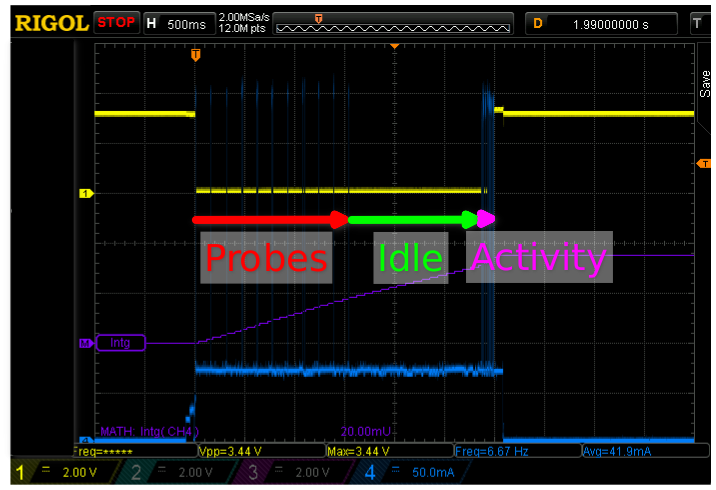 RIGOL STOP H 500ms 2.00MSa/s 12.0M pts T D 1.99000000 s T
Save
T
1
Probes Idle Activity
M Intg
MATH: Intg( CH4 ) 20.00mU
4
Freq=***** Vpp=3.44 V Max=3.44 V Freq=6.67 Hz Avg=41.9mA
1 = 2.00 V 2 = 2.00 V 3 = 2.00 V 4 = 50.0mA